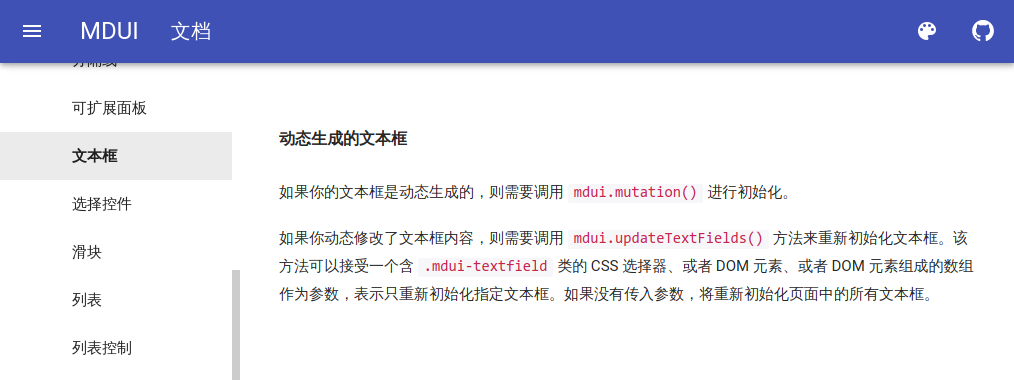 MDUI 文档
可扩展面板
文本框
选择控件
滑块
列表
列表控制
动态生成的文本框
如果你的文本框是动态生成的，则需要调用 mdui.mutation() 进行初始化。
如果你动态修改了文本框内容，则需要调用 mdui.updateTextFields() 方法来重新初始化文本框。该
方法可以接受一个含 .mdui-textfield 类的 CSS 选择器、或者 DOM 元素、或者 DOM 元素组成的数组
作为参数，表示只重新初始化指定文本框。如果没有传入参数，将重新初始化页面中的所有文本框。